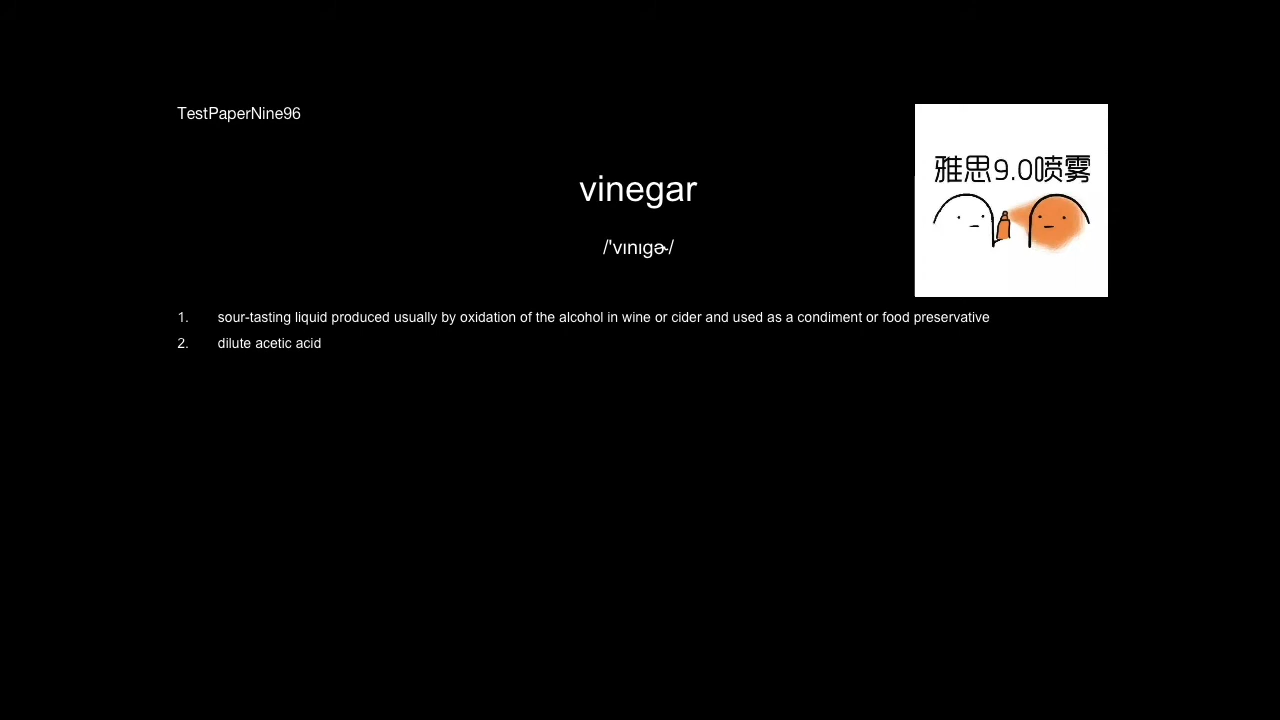 TestPaperNine96
雅思9.0喷雾
vinegar
/'vɪnɪgɚ/
1. sour-tasting liquid produced usually by oxidation of the alcohol in wine or cider and used as a condiment or food preservative
2. dilute acetic acid